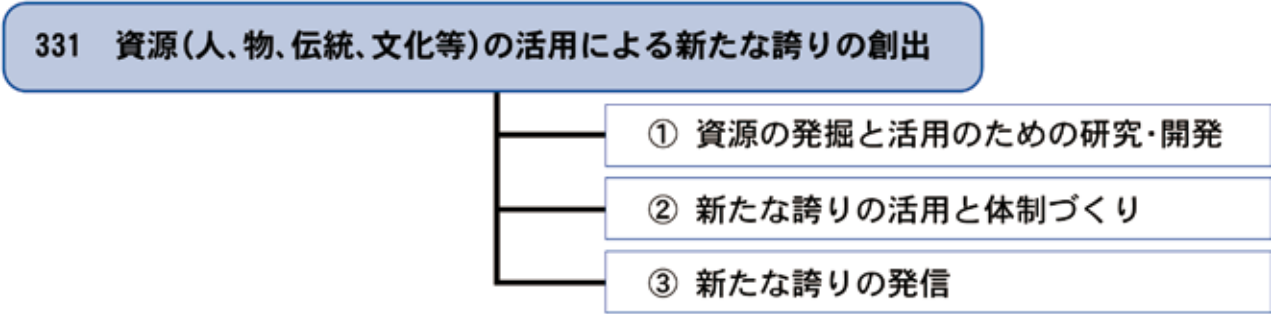 331 資源(人、物、伝統、文化等)の活用による新たな誇りの創出
① 資源の発掘と活用のための研究・開発
② 新たな誇りの活用と体制づくり
③ 新たな誇りの発信